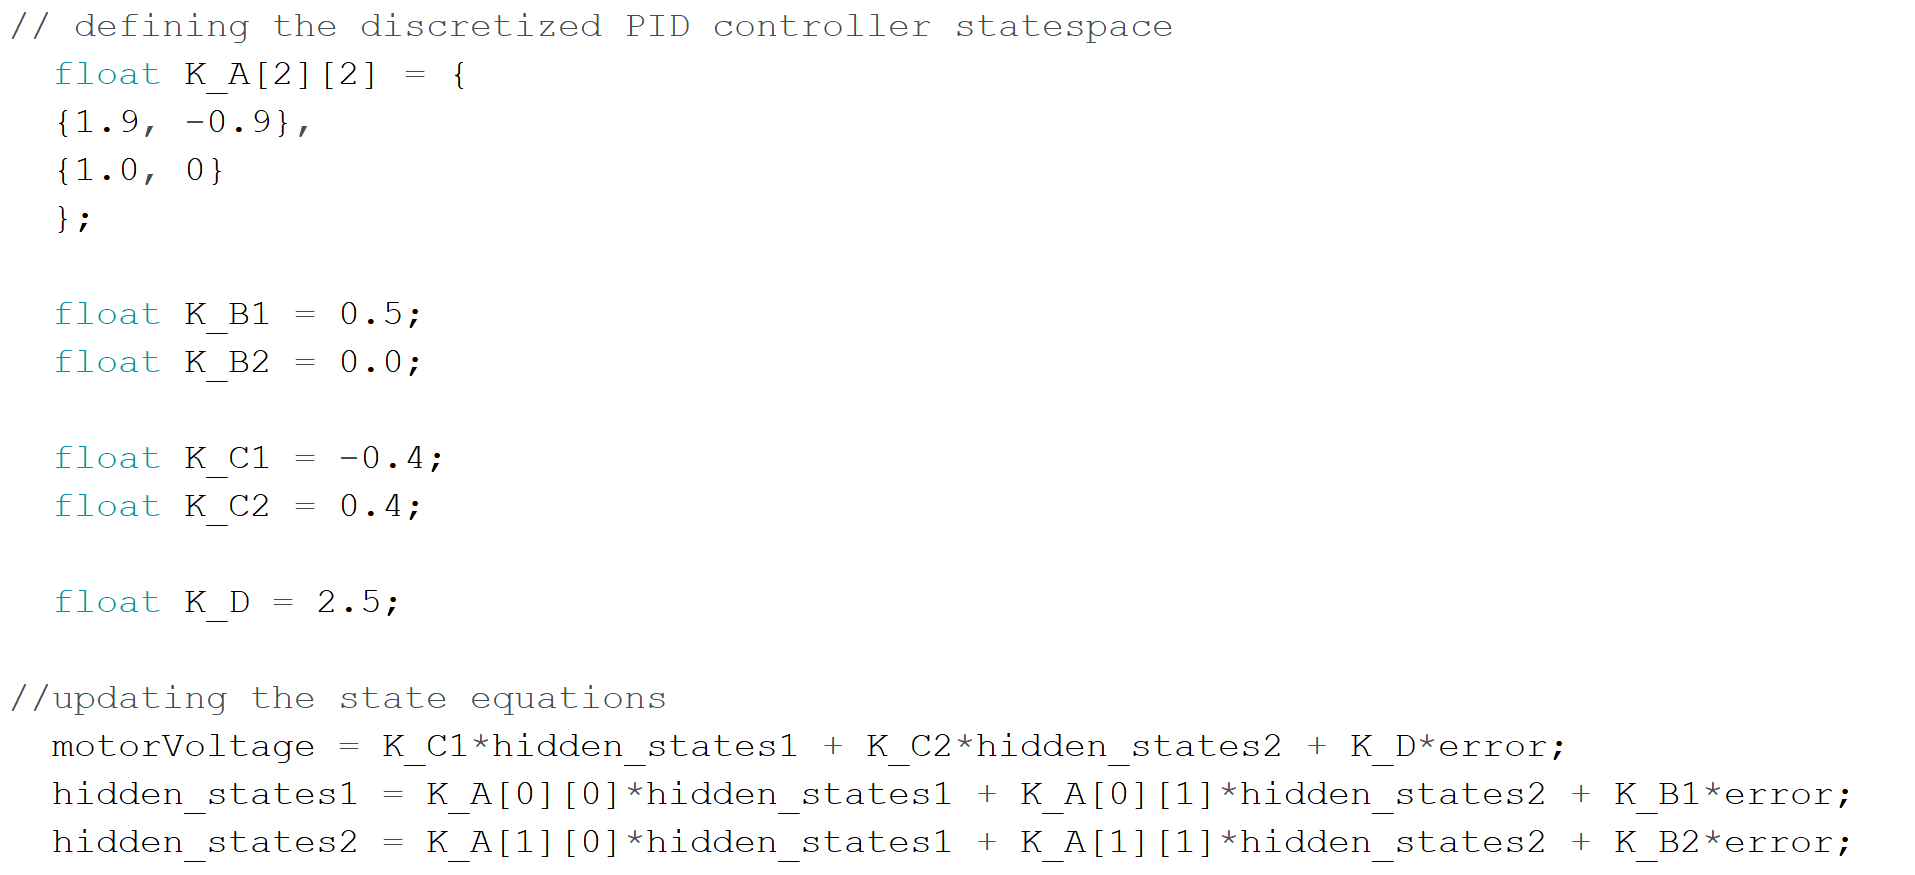 // defining the discretized PID controller statespace
float K_A[2][2] = {
{1.9, -0.9},
{1.0, 0}
};
float K_B1 = 0.5;
float K_B2 = 0.0;
float K_C1 = -0.4;
float K_C2 = 0.4;
float K_D = 2.5;
//updating the state equations
motorVoltage = K_C1*hidden_states1 + K_C2*hidden_states2 + K_D*error;
hidden_states1 = K_A[0][0]*hidden_states1 + K_A[0][1]*hidden_states2 + K_B1*error;
hidden_states2 = K_A[1][0]*hidden_states1 + K_A[1][1]*hidden_states2 + K_B2*error;